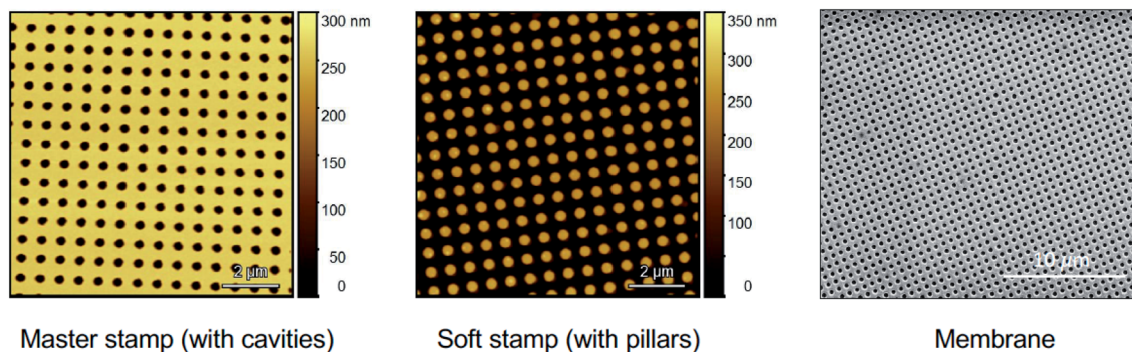 300 nm
250
200
150
100
50
0
2 µm
350 nm
300
250
200
150
100
0
2 µm
10 µm
Master stamp (with cavities)
Soft stamp (with pillars)
Membrane